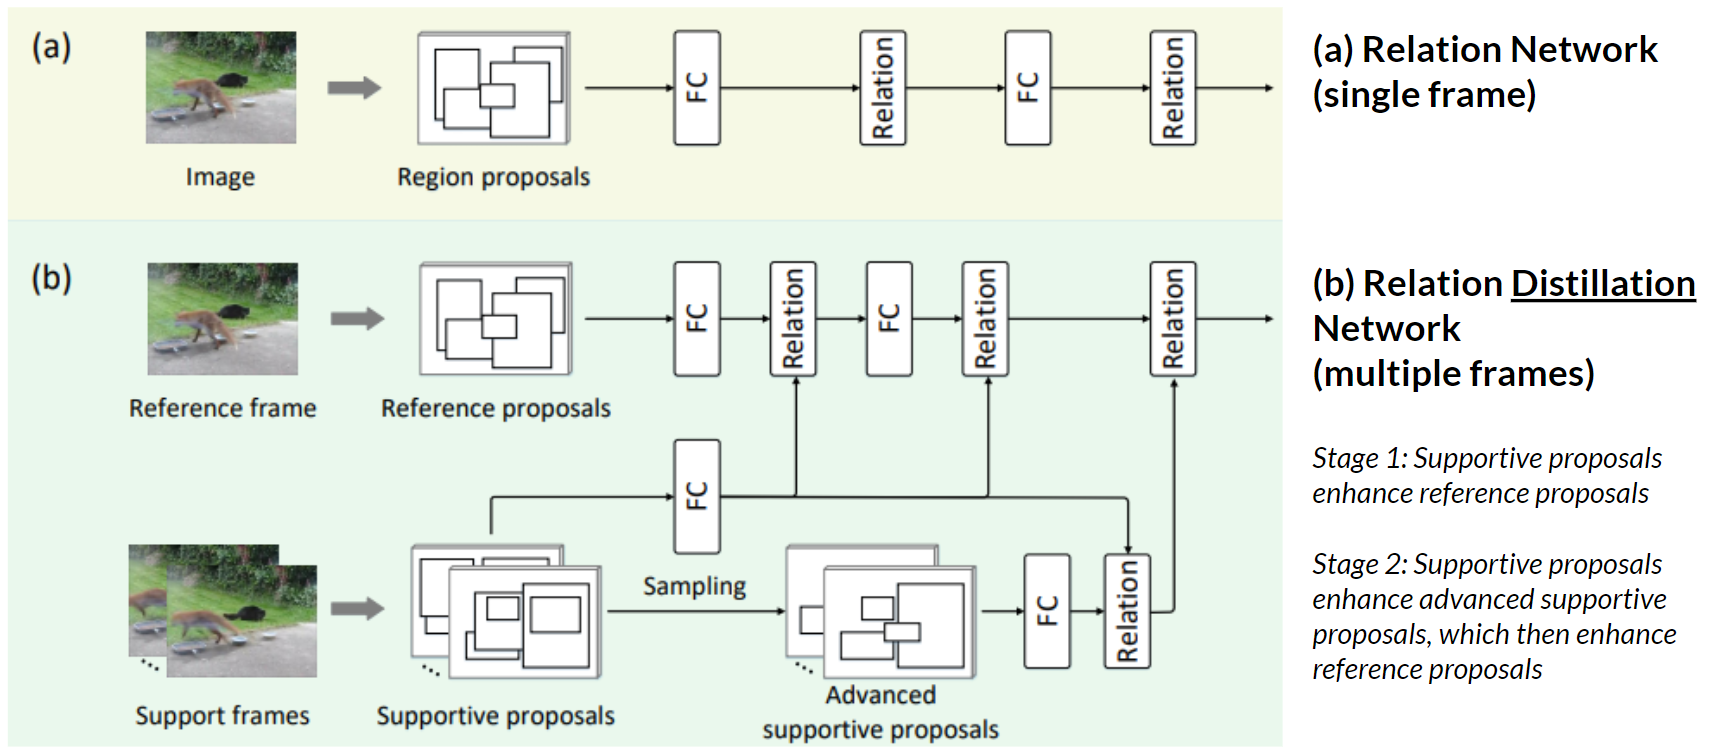 (a)
Image
Region proposals
FC
Relation
FC
Relation
(a) Relation Network
(single frame)
(b)
Reference frame
Reference proposals
FC
Relation
FC
Relation
Relation
FC
Sampling
FC
Relation
Support frames
Supportive proposals
Advanced
supportive proposals
(b) Relation Distillation
Network
(multiple frames)
Stage 1: Supportive proposals
enhance reference proposals
Stage 2: Supportive proposals
enhance advanced supportive
proposals, which then enhance
reference proposals